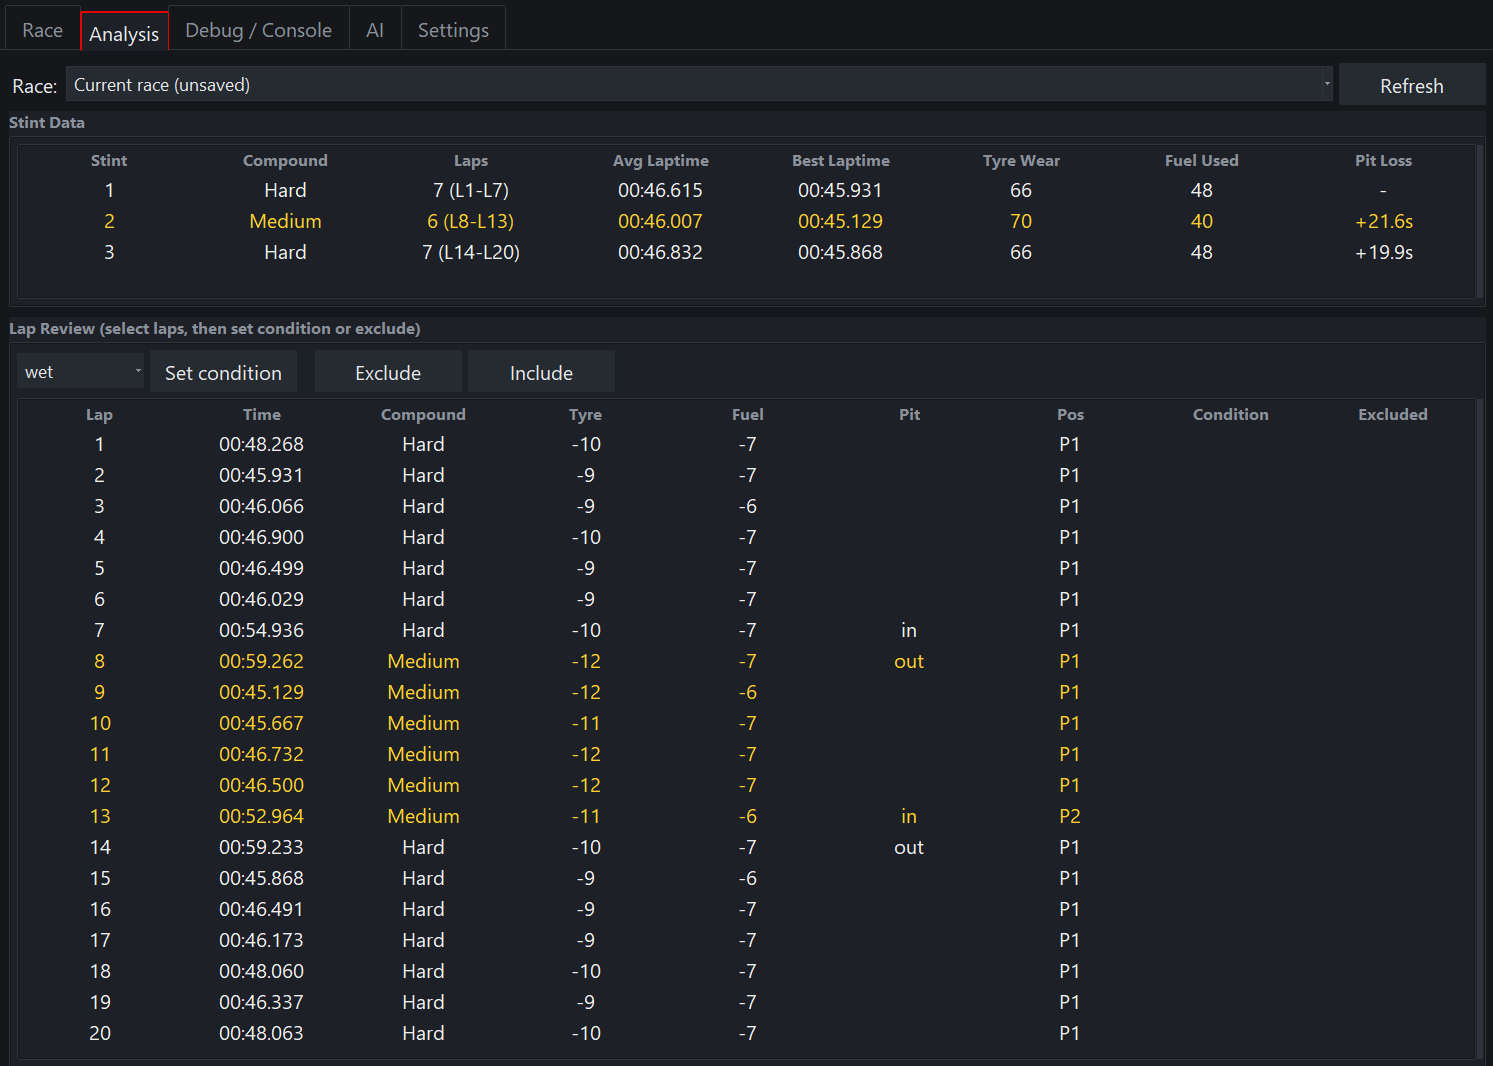 Race Analysis Debug / Console AI Settings
Race: Current race (unsaved) Refresh
Stint Data
Stint Compound Laps Avg Laptime Best Laptime Tyre Wear Fuel Used Pit Loss
1 Hard 7 (L1-L7) 00:46.615 00:45.931 66 48 -
2 Medium 6 (L8-L13) 00:46.007 00:45.129 70 40 +21.6s
3 Hard 7 (L14-L20) 00:46.832 00:45.868 66 48 +19.9s
Lap Review (select laps, then set condition or exclude)
wet Set condition Exclude Include
Lap Time Compound Tyre Fuel Pit Pos Condition Excluded
1 00:48.268 Hard -10 -7 P1
2 00:45.931 Hard -9 -7 P1
3 00:46.066 Hard -9 -6 P1
4 00:46.900 Hard -10 -7 P1
5 00:46.499 Hard -9 -7 P1
6 00:46.029 Hard -9 -7 P1
7 00:54.936 Hard -10 -7 in P1
8 00:59.262 Medium -12 -7 out P1
9 00:45.129 Medium -12 -6 P1
10 00:45.667 Medium -11 -7 P1
11 00:46.732 Medium -12 -7 P1
12 00:46.500 Medium -12 -7 P1
13 00:52.964 Medium -11 -6 in P2
14 00:59.233 Hard -10 -7 out P1
15 00:45.868 Hard -9 -6 P1
16 00:46.491 Hard -9 -7 P1
17 00:46.173 Hard -9 -7 P1
18 00:48.060 Hard -10 -7 P1
19 00:46.337 Hard -9 -7 P1
20 00:48.063 Hard -10 -7 P1